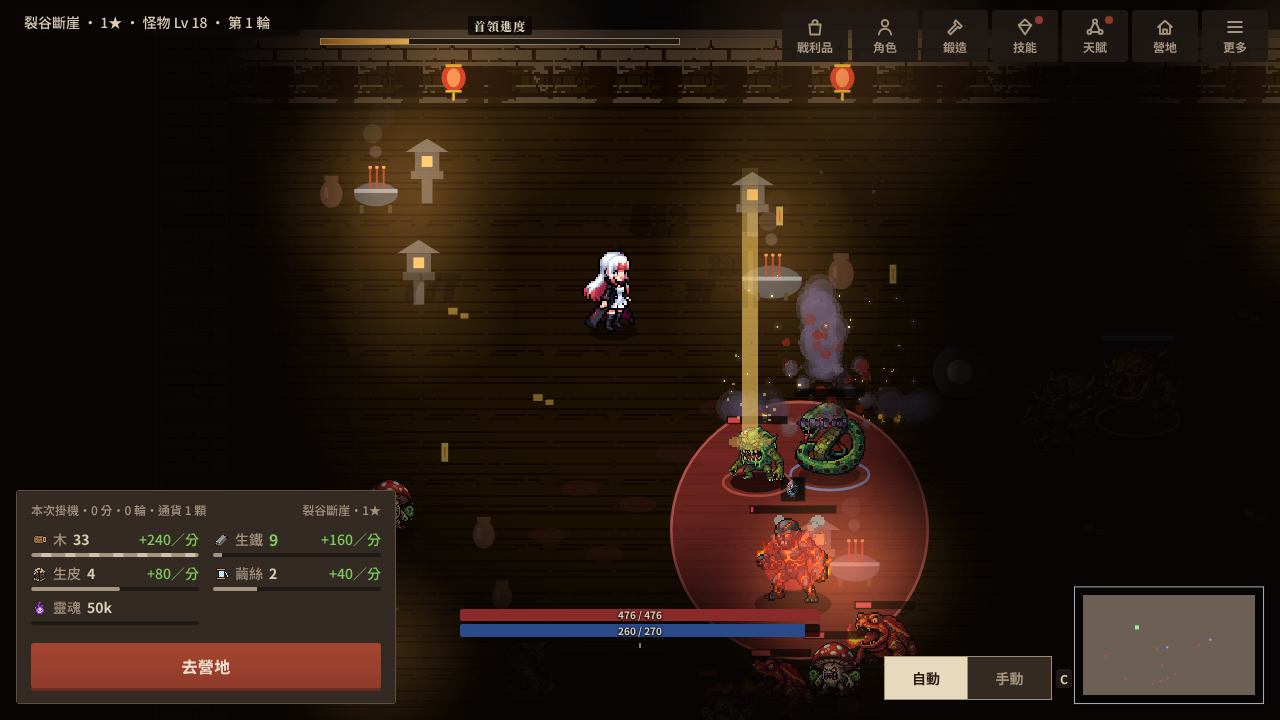 裂谷斷崖 · 1★ · 怪物 Lv 18 · 第 1 輪
首領進度
戰利品
角色
鍛造
技能
天賦
營地
更多
本次掛機・0 分・0 輪・通貨 1 顆
裂谷斷崖・1★
木 33 +240／分
生鐵 9 +160／分
生皮 4 +80／分
繭絲 2 +40／分
靈魂 50k
去營地
476 / 476
260 / 270
自動
手動
C